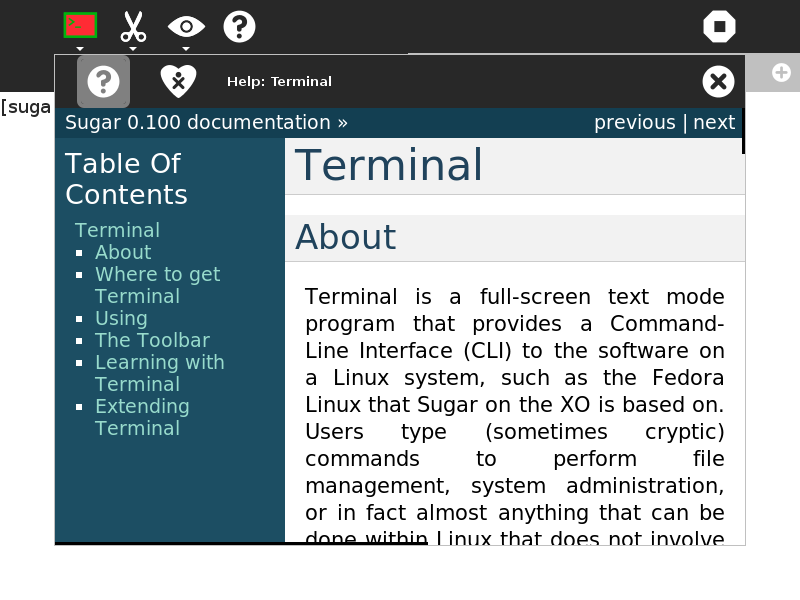 Help: Terminal
[suga
Sugar 0.100 documentation »
previous | next
Table Of
Contents
Terminal
About
Where to get
Terminal
Using
The Toolbar
Learning with
Terminal
Extending
Terminal
Terminal
About
Terminal is a full-screen text mode
program that provides a Command-
Line Interface (CLI) to the software on
a Linux system, such as the Fedora
Linux that Sugar on the XO is based on.
Users type (sometimes cryptic)
commands to perform file
management, system administration,
or in fact almost anything that can be
done within Linux that does not involve